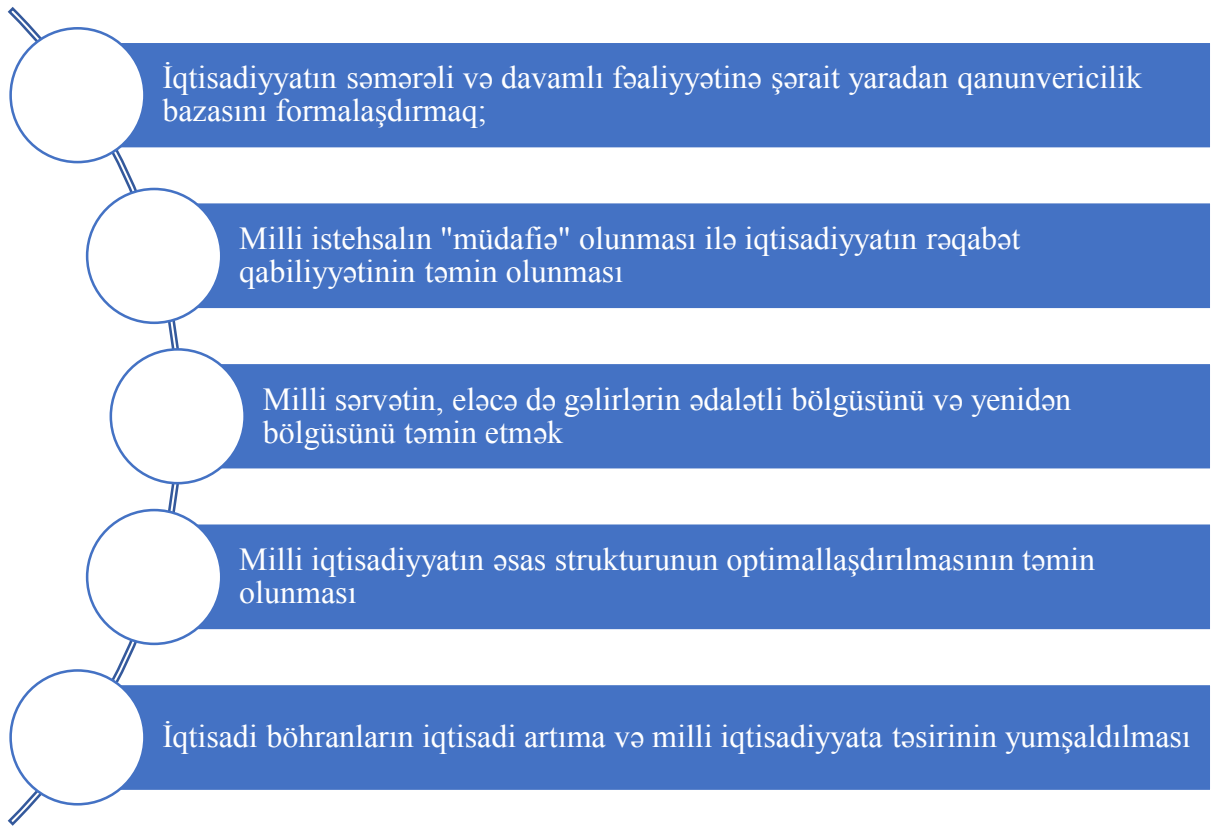 İqtisadiyyatın səmərəli və davamlı fəaliyyətinə şərait yaradan qanunvericilik
bazasını formalaşdırmaq;
Milli istehsalın "müdafiə" olunması ilə iqtisadiyyatın rəqabət
qabiliyyətinin təmin olunması
Milli sərvətin, eləcə də gəlirlərin ədalətli bölgüsünü və yenidən
bölgüsünü təmin etmək
Milli iqtisadiyyatın əsas strukturunun optimallaşdırılmasının təmin
olunması
İqtisadi böhranların iqtisadi artıma və milli iqtisadiyyata təsirinin yumşaldılması